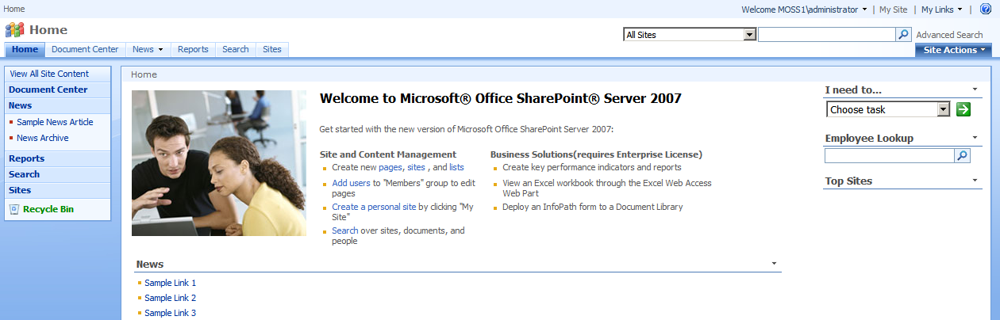 Home
Welcome MOSS1\administrator | My Site | My Links |
Home
All Sites
Advanced Search
Home Document Center News Reports Search Sites
Site Actions
View All Site Content
Document Center
News
Sample News Article
News Archive
Reports
Search
Sites
Recycle Bin
Home
Welcome to Microsoft® Office SharePoint® Server 2007
Get started with the new version of Microsoft Office SharePoint Server 2007:
Site and Content Management
Create new pages, sites , and lists
Add users to "Members" group to edit
pages
Create a personal site by clicking "My
Site"
Search over sites, documents, and
people
Business Solutions(requires Enterprise License)
Create key performance indicators and reports
View an Excel workbook through the Excel Web Access
Web Part
Deploy an InfoPath form to a Document Library
News
Sample Link 1
Sample Link 2
Sample Link 3
I need to...
Choose task
Employee Lookup
Top Sites